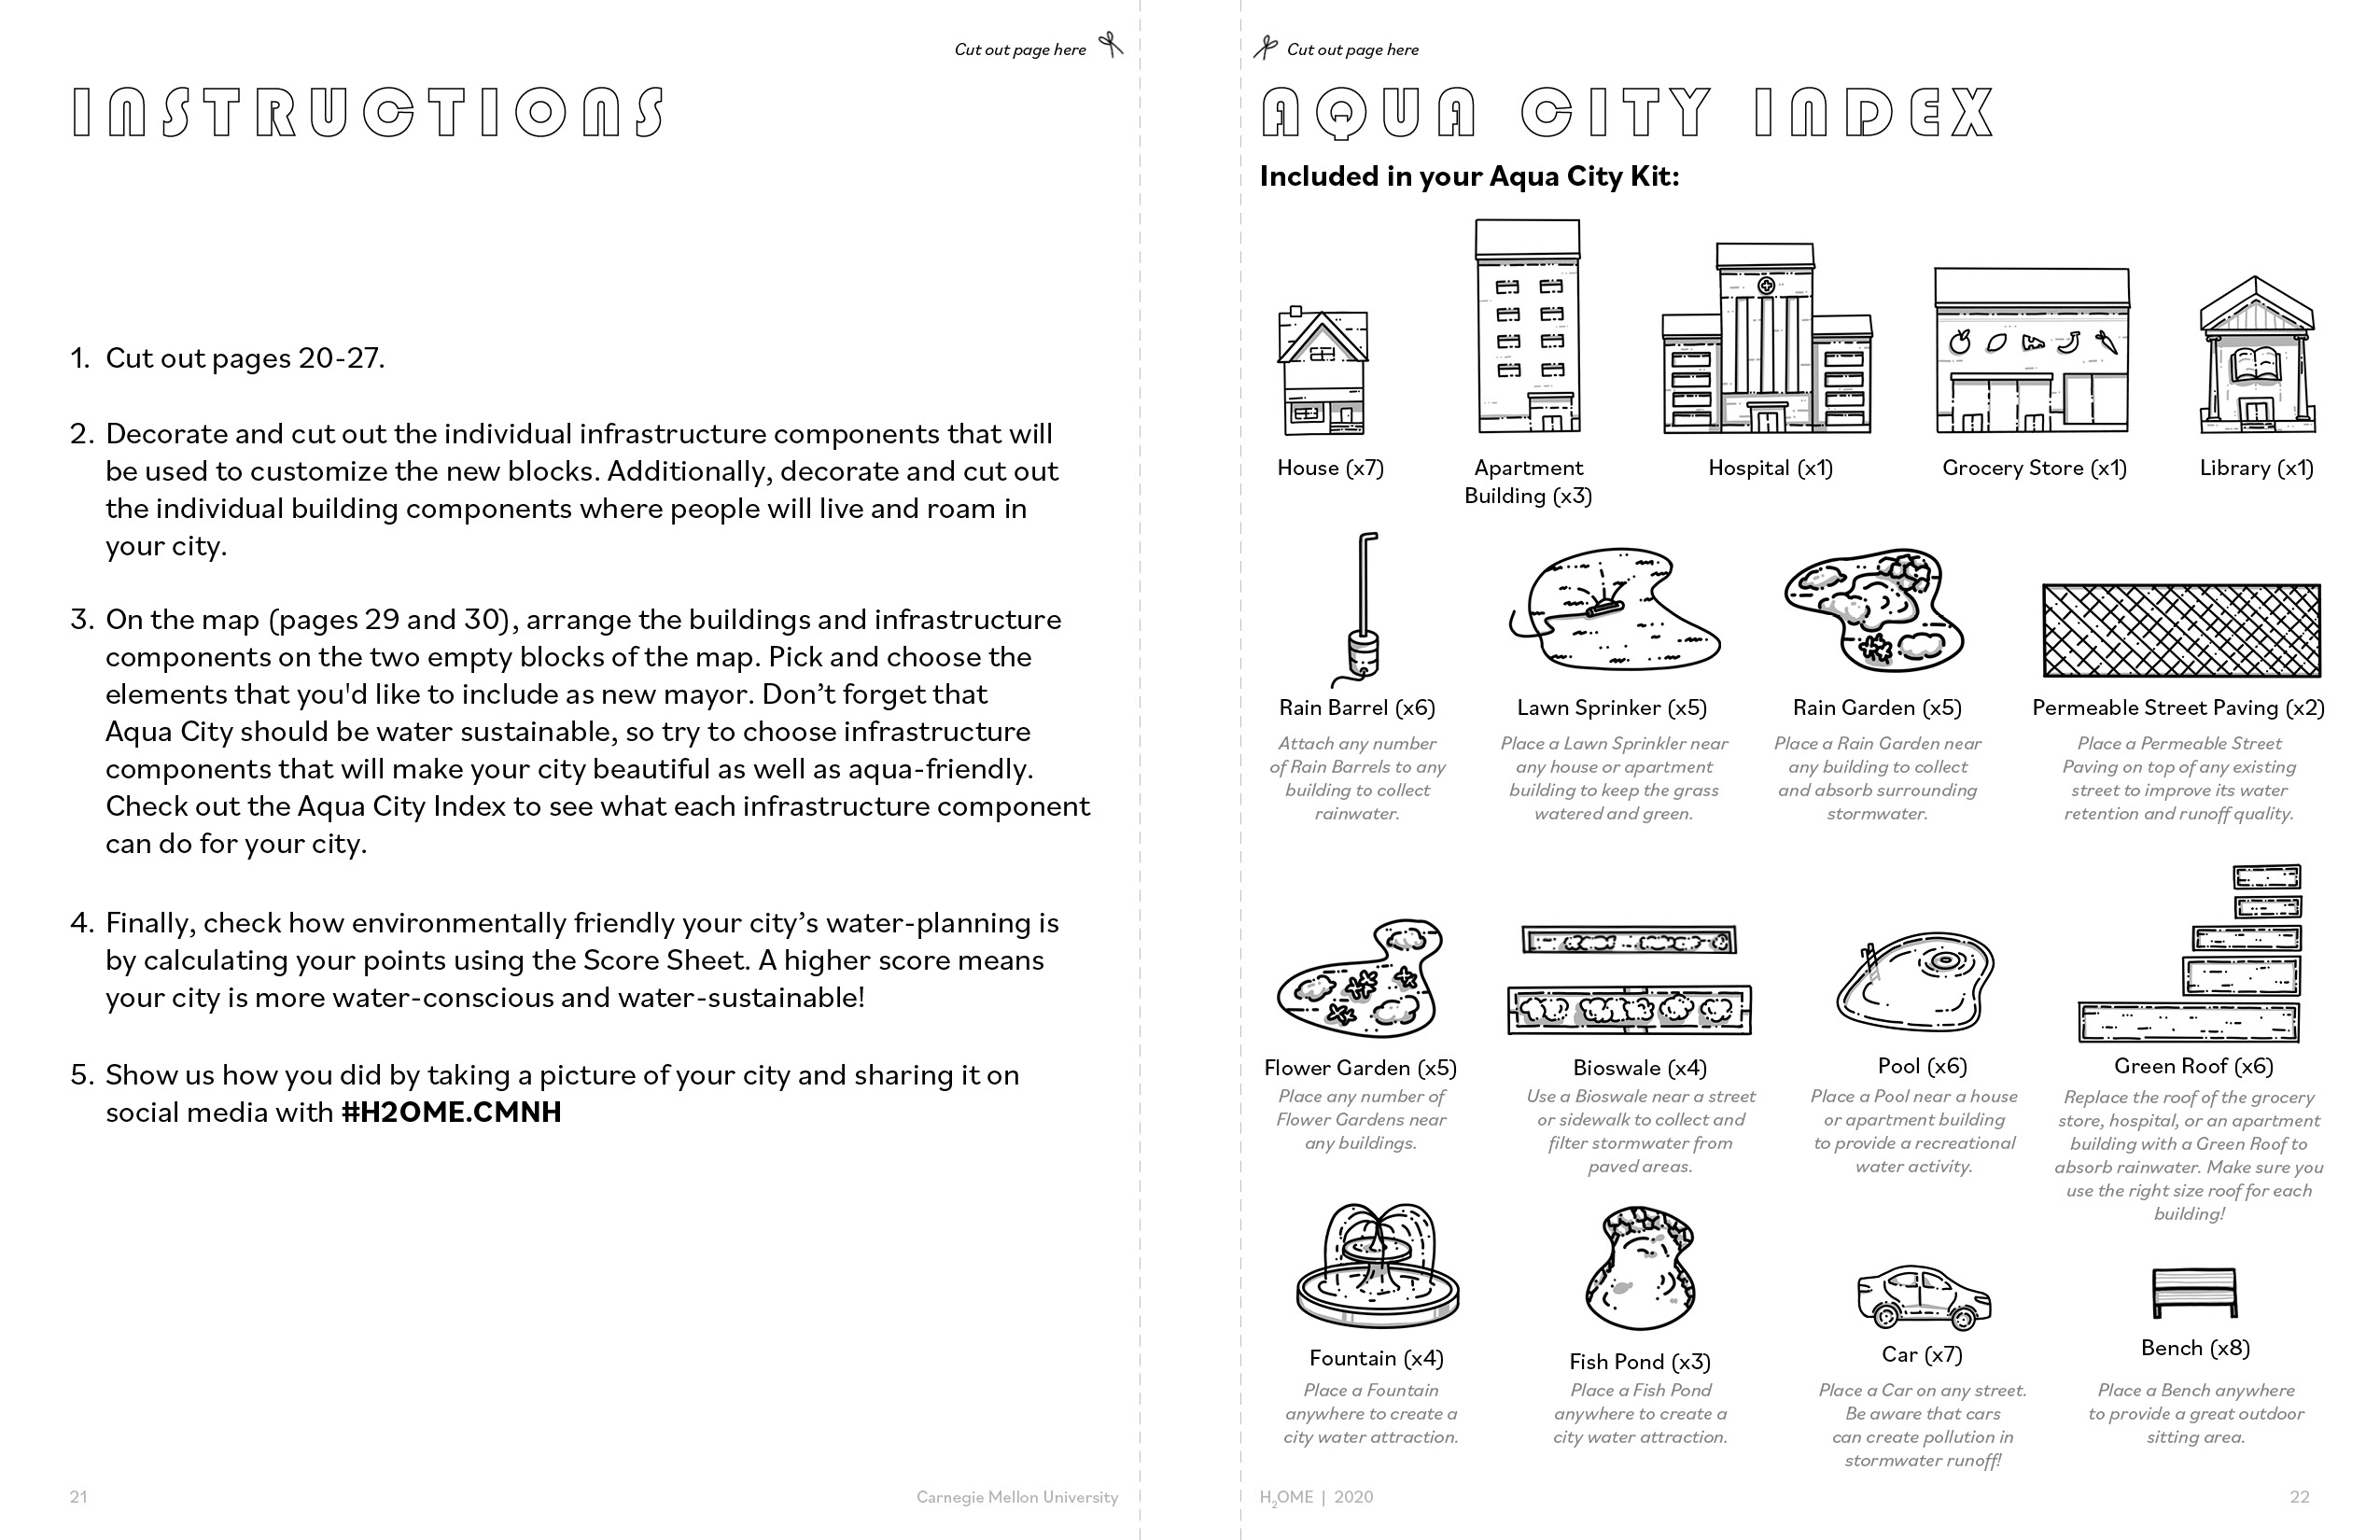 Cut out page here
INSTRUCTIONS
1. Cut out pages 20-27.
2. Decorate and cut out the individual infrastructure components that will
be used to customize the new blocks. Additionally, decorate and cut out
the individual building components where people will live and roam in
your city.
3. On the map (pages 29 and 30), arrange the buildings and infrastructure
components on the two empty blocks of the map. Pick and choose the
elements that you'd like to include as new mayor. Don’t forget that
Aqua City should be water sustainable, so try to choose infrastructure
components that will make your city beautiful as well as aqua-friendly.
Check out the Aqua City Index to see what each infrastructure component
can do for your city.
4. Finally, check how environmentally friendly your city’s water-planning is
by calculating your points using the Score Sheet. A higher score means
your city is more water-conscious and water-sustainable!
5. Show us how you did by taking a picture of your city and sharing it on
social media with #H2OME.CMNH
21
Carnegie Mellon University
Cut out page here
AQUA CITY INDEX
Included in your Aqua City Kit:
House (x7)
Apartment
Building (x3)
Hospital (x1)
Grocery Store (x1)
Library (x1)
Rain Barrel (x6)
Attach any number
of Rain Barrels to any
building to collect
rainwater.
Lawn Sprinker (x5)
Place a Lawn Sprinkler near
any house or apartment
building to keep the grass
watered and green.
Rain Garden (x5)
Place a Rain Garden near
any building to collect
and absorb surrounding
stormwater.
Permeable Street Paving (x2)
Place a Permeable Street
Paving on top of any existing
street to improve its water
retention and runoff quality.
Flower Garden (x5)
Place any number of
Flower Gardens near
any buildings.
Bioswale (x4)
Use a Bioswale near a street
or sidewalk to collect and
filter stormwater from
paved areas.
Pool (x6)
Place a Pool near a house
or apartment building
to provide a recreational
water activity.
Green Roof (x6)
Replace the roof of the grocery
store, hospital, or an apartment
building with a Green Roof to
absorb rainwater. Make sure you
use the right size roof for each
building!
Fountain (x4)
Place a Fountain
anywhere to create a
city water attraction.
Fish Pond (x3)
Place a Fish Pond
anywhere to create a
city water attraction.
Car (x7)
Place a Car on any street.
Be aware that cars
can create pollution in
stormwater runoff!
Bench (x8)
Place a Bench anywhere
to provide a great outdoor
sitting area.
H₂OME | 2020
22